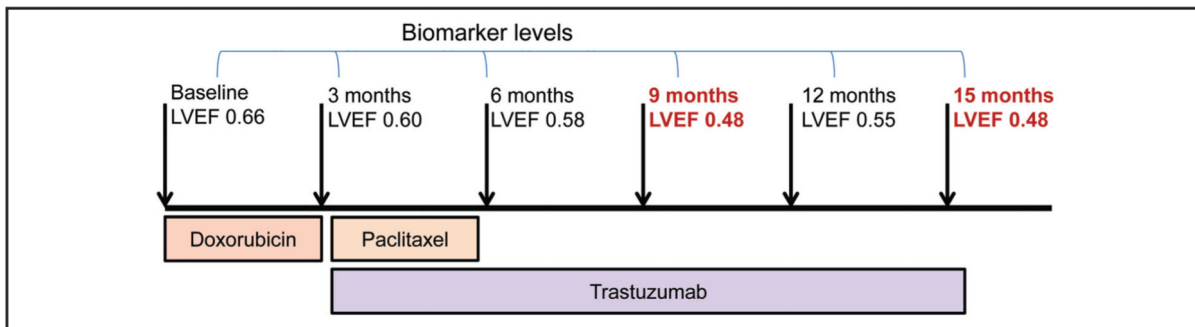 Biomarker levels
Baseline
LVEF 0.66
3 months
LVEF 0.60
6 months
LVEF 0.58
9 months
LVEF 0.48
12 months
LVEF 0.55
15 months
LVEF 0.48
Doxorubicin
Paclitaxel
Trastuzumab